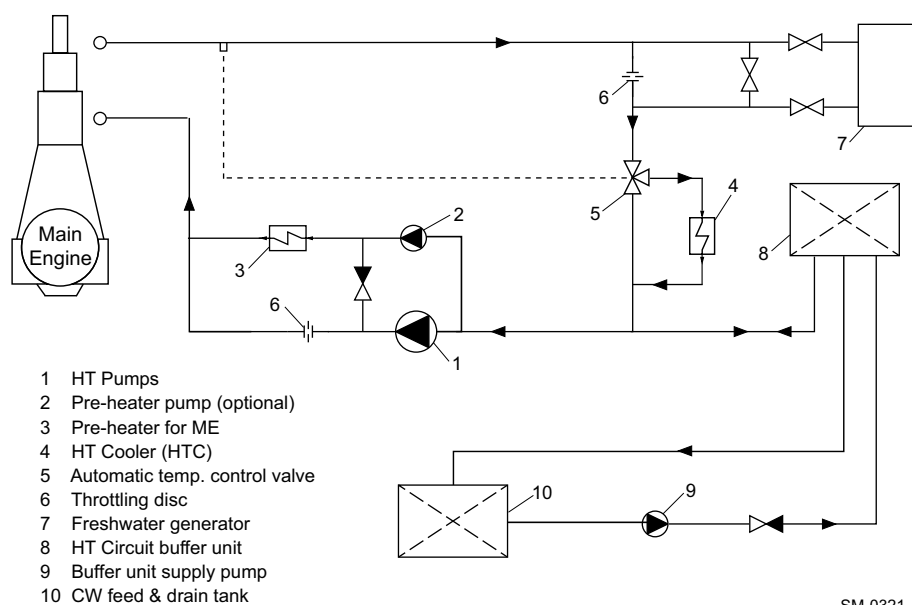 6
7
Main
Engine
2
5
4
8
3
6
1
1 HT Pumps
2 Pre-heater pump (optional)
3 Pre-heater for ME
4 HT Cooler (HTC)
5 Automatic temp. control valve
6 Throttling disc
7 Freshwater generator
8 HT Circuit buffer unit
9 Buffer unit supply pump
10 CW feed & drain tank
10
9
SM-0321